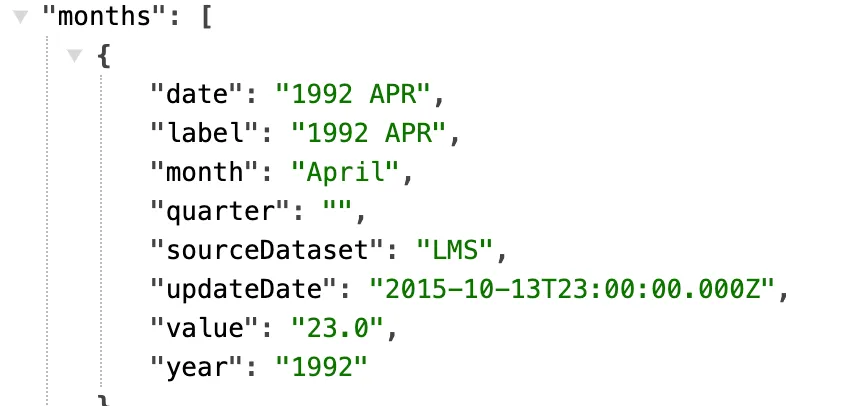 "months": [
{
"date": "1992 APR",
"label": "1992 APR",
"month": "April",
"quarter": "",
"sourceDataset": "LMS",
"updateDate": "2015-10-13T23:00:00.000Z",
"value": "23.0",
"year": "1992"
}